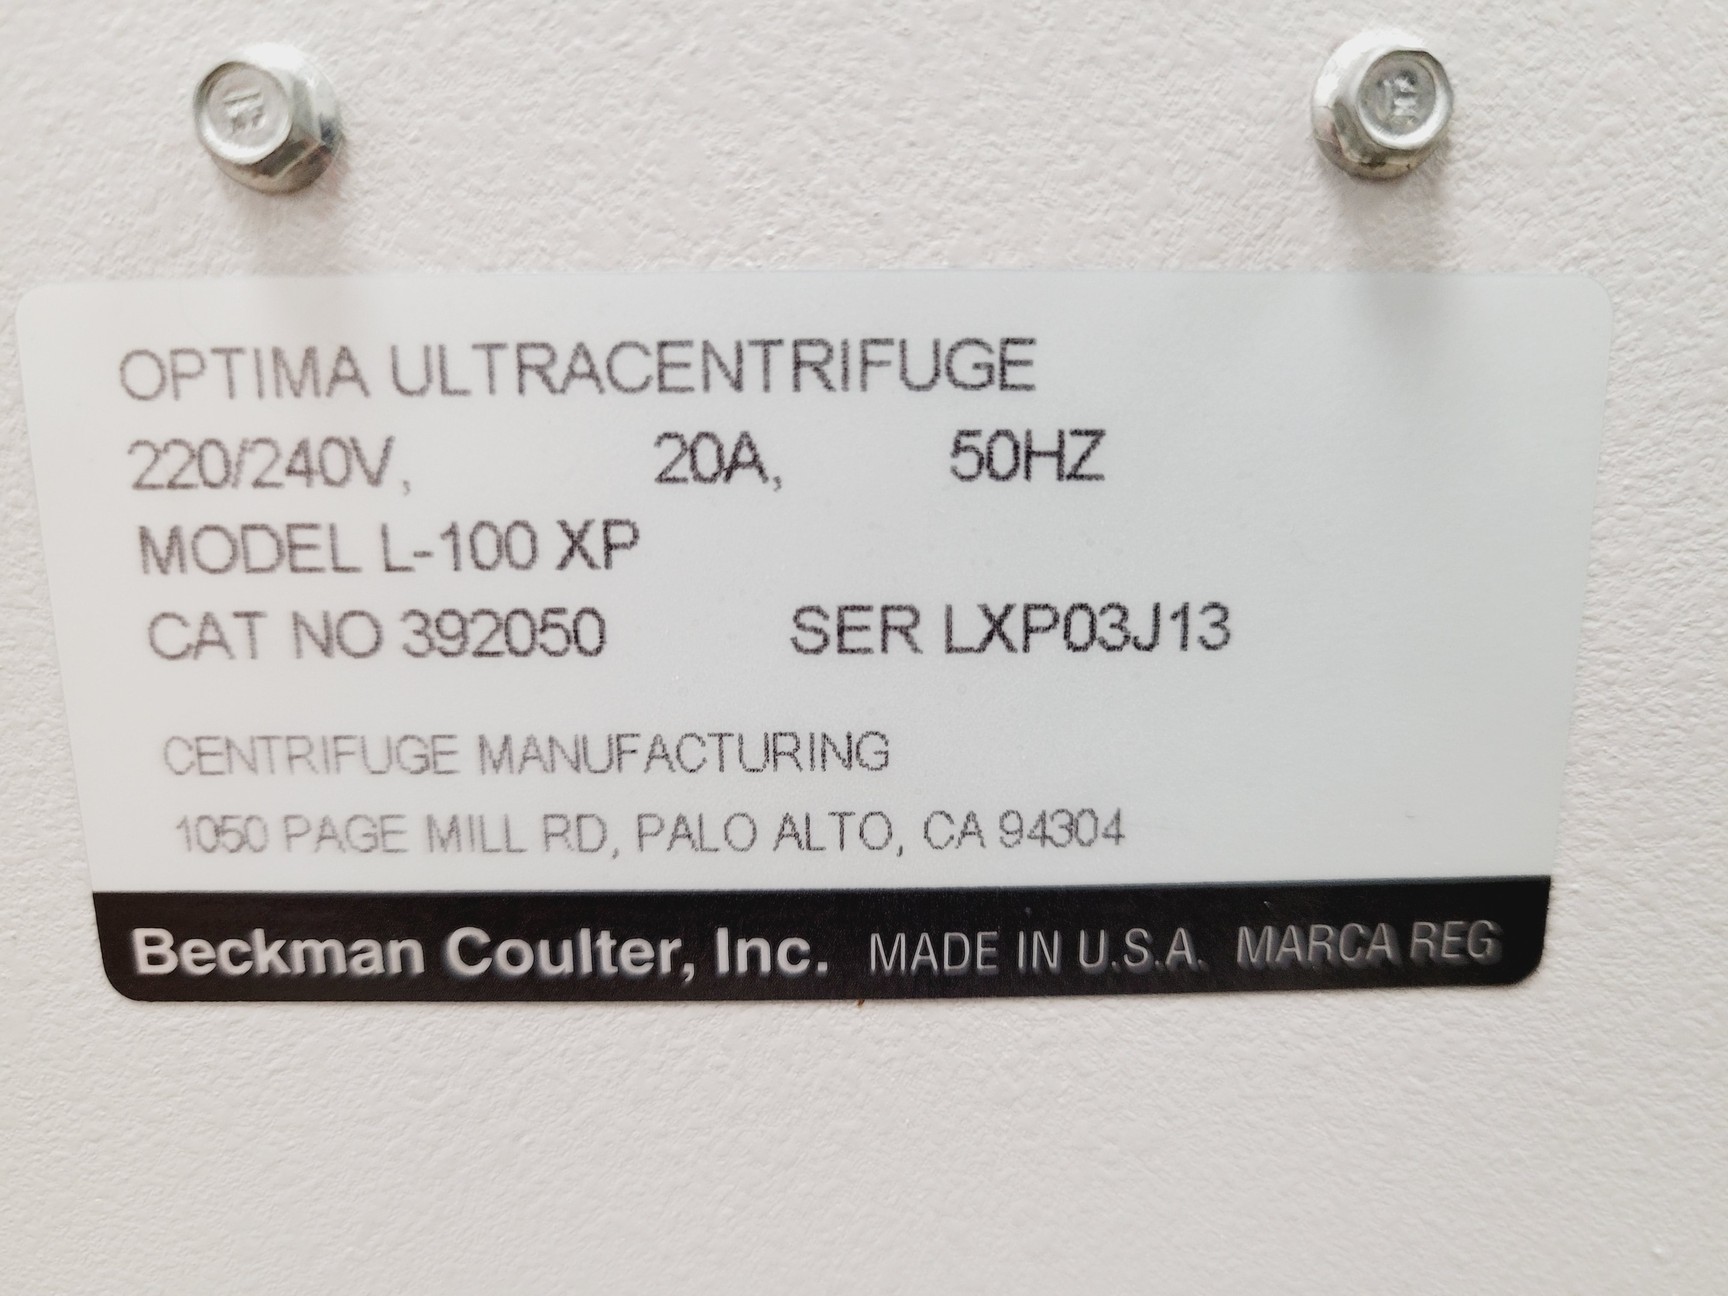 OPTIMA ULTRACENTRIFUGE
220/240V, 20A, 50HZ
MODEL L-100 XP
CAT NO 392050 SER LXP03J13
CENTRIFUGE MANUFACTURING
1050 PAGE MILL RD, PALO ALTO, CA 94304
Beckman Coulter, Inc. MADE IN U.S.A. MARCA REG